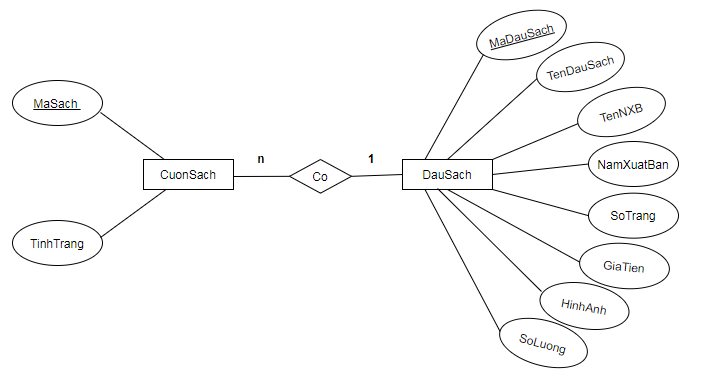 MaDauSach
TenDauSach
MaSach
TenNXB
n
1
NamXuatBan
CuonSach
Co
DauSach
SoTrang
TinhTrang
GiaTien
HinhAnh
SoLuong